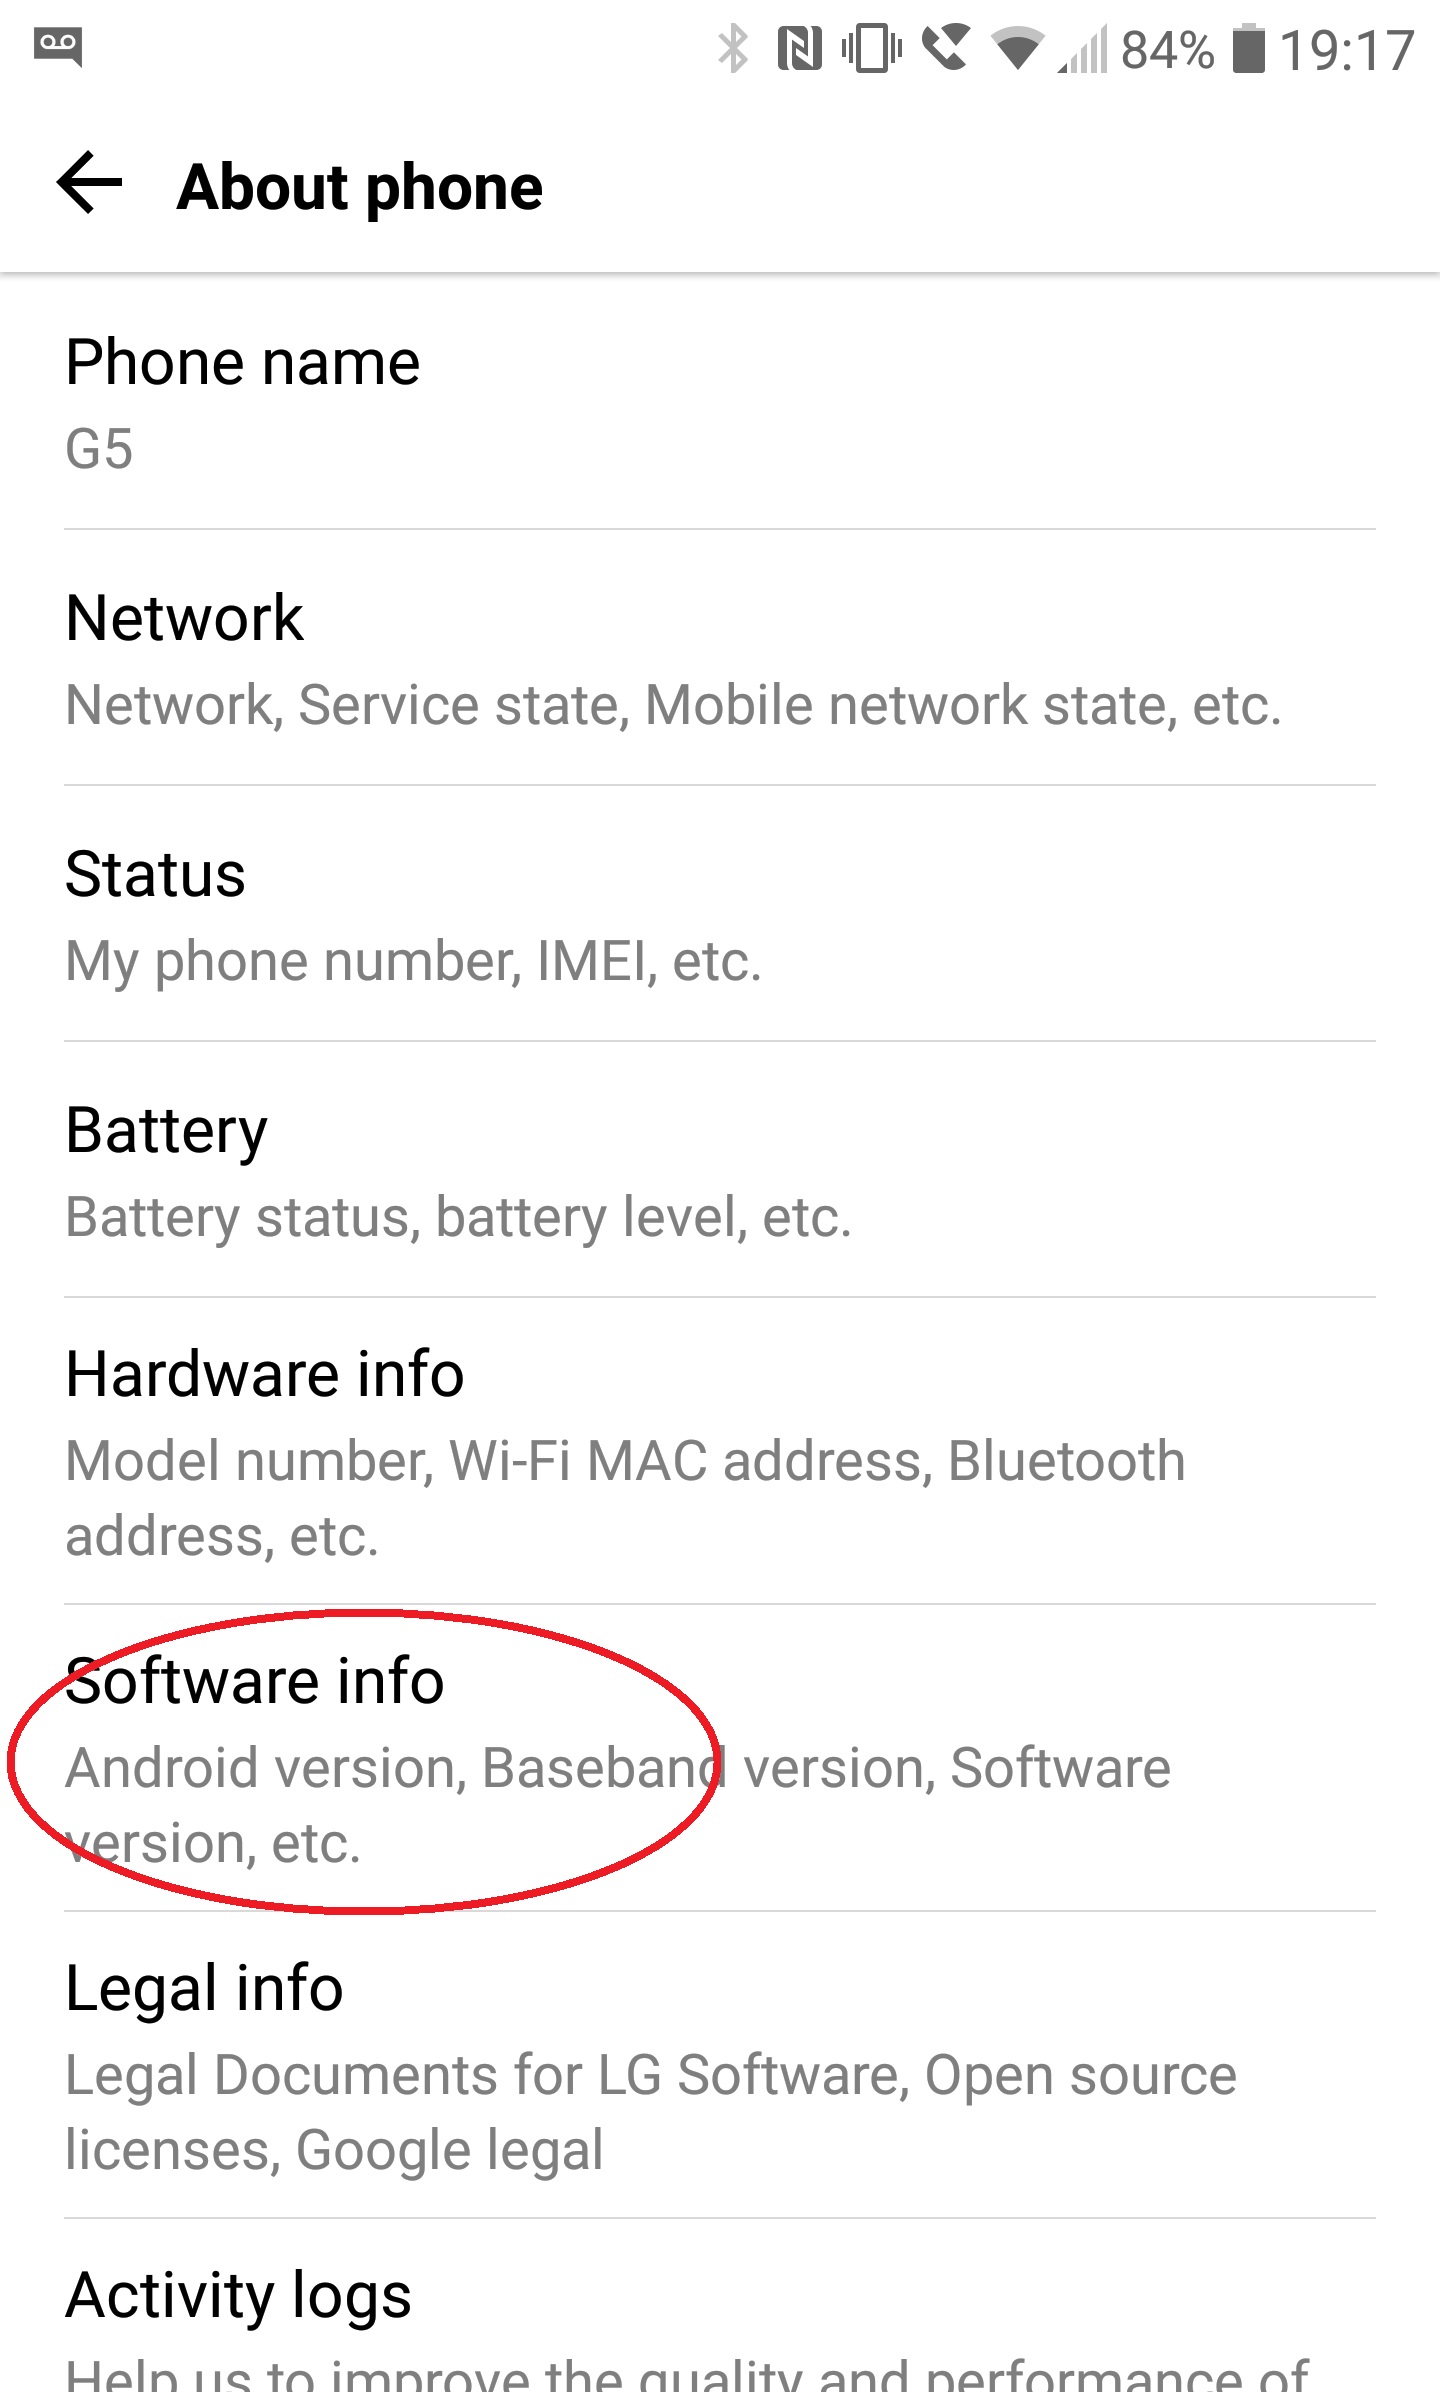 84% 19:17
About phone
Phone name
G5
Network
Network, Service state, Mobile network state, etc.
Status
My phone number, IMEI, etc.
Battery
Battery status, battery level, etc.
Hardware info
Model number, Wi-Fi MAC address, Bluetooth
address, etc.
Software info
Android version, Baseband version, Software
version, etc.
Legal info
Legal Documents for LG Software, Open source
licenses, Google legal
Activity logs
Help us to improve the quality and performance of